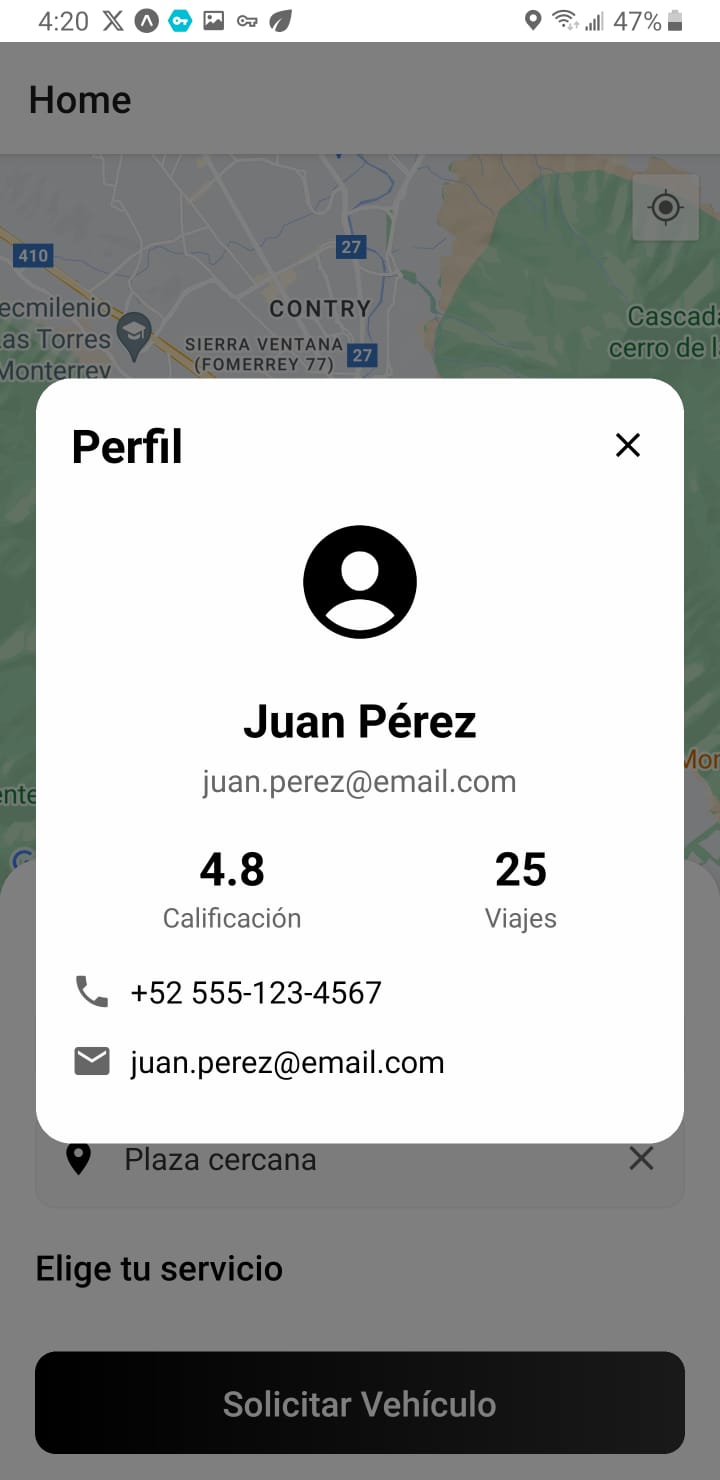 4:20
47%
Home
410
27
CONTRY
ecmilenio
as Torres
Monterrey
SIERRA VENTANA
(FOMERREY 77)
27
Cascada
cerro de l
Perfil
Juan Pérez
juan.perez@email.com
4.8
25
Calificación
Viajes
+52 555-123-4567
juan.perez@email.com
Mon
ente
Plaza cercana
Elige tu servicio
Solicitar Vehículo